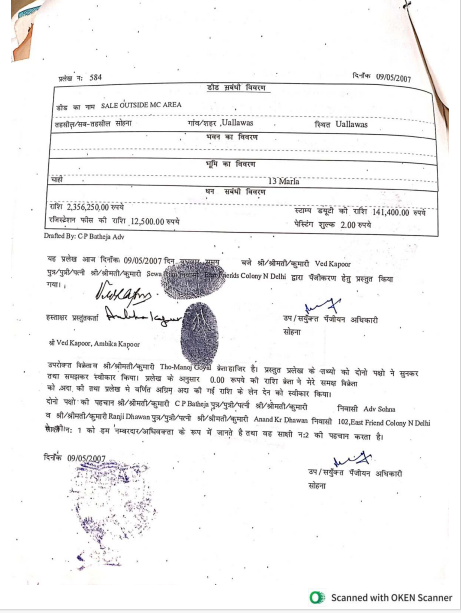 प्रलेख न: 584
दिनाँक 09/05/2007
डीड सबंधी विवरण
डीड का नाम SALE OUTSIDE MC AREA
तहसील/सब-तहसील सोहना गांव/शहर ,Uallawas स्थित Uallawas
भवन का विवरण
भूमि का विवरण
चाही 13 Marla
धन सबंधी विवरण
राशि 2,356,250.00 रुपये स्टाम्प डयूटी की राशि 141,400.00 रुपये
रजिस्ट्रेशन फीस की राशि 12,500.00 रुपये पेस्टिंग शुल्क 2.00 रुपये
Drafted By: C P Batheja Adv
यह प्रलेख आज दिनाँक 09/05/2007 दिन बजे श्री/श्रीमती/कुमारी Ved Kapoor
पुत्र/पुत्री/पत्नी श्री/श्रीमती/कुमारी Sewa Friends Colony N Delhi द्वारा पँजीकरण हेतु प्रस्तुत किया
गया।
हस्ताक्षर प्रस्तुतकर्ता Ambika Kapoor
उप/सयुँक्त पँजीयन अधिकारी
सोहना
श्री Ved Kapoor, Ambika Kapoor
उपरोक्त विक्रेताव श्री/श्रीमती/कुमारी Tho-Manoj Goyal क्रेताहाजिर है। प्रस्तुत प्रलेख के तथ्यो को दोनो पक्षो ने सुनकर
तथा समझकर स्वीकार किया। प्रलेख के अनुसार 0.00 रूपये की राशि क्रेता ने मेरे समक्ष विक्रेता
को अदा की तथा प्रलेख मे वर्णित अग्रिम अदा की गई राशि के लेन देन को स्वीकार किया।
दोनो पक्षो की पहचान श्री/श्रीमती/कुमारी C P Batheja पुत्र/पुत्री/पत्नी श्री/श्रीमती/कुमारी निवासी Adv Sohna
व श्री/श्रीमती/कुमारी Ranji Dhawan पुत्र/पुत्री/पत्नी श्री/श्रीमती/कुमारी Anand Kr Dhawan निवासी 102,East Friend Colony N Delhi
साक्षी न: 1 को हम नम्बरदार/अधिवक्ता के रूप मे जानते है तथा वह साक्षी न:2 की पहचान करता है।
दिनाँक 09/05/2007
उप/सयुँक्त पँजीयन अधिकारी
सोहना
Scanned with OKEN Scanner